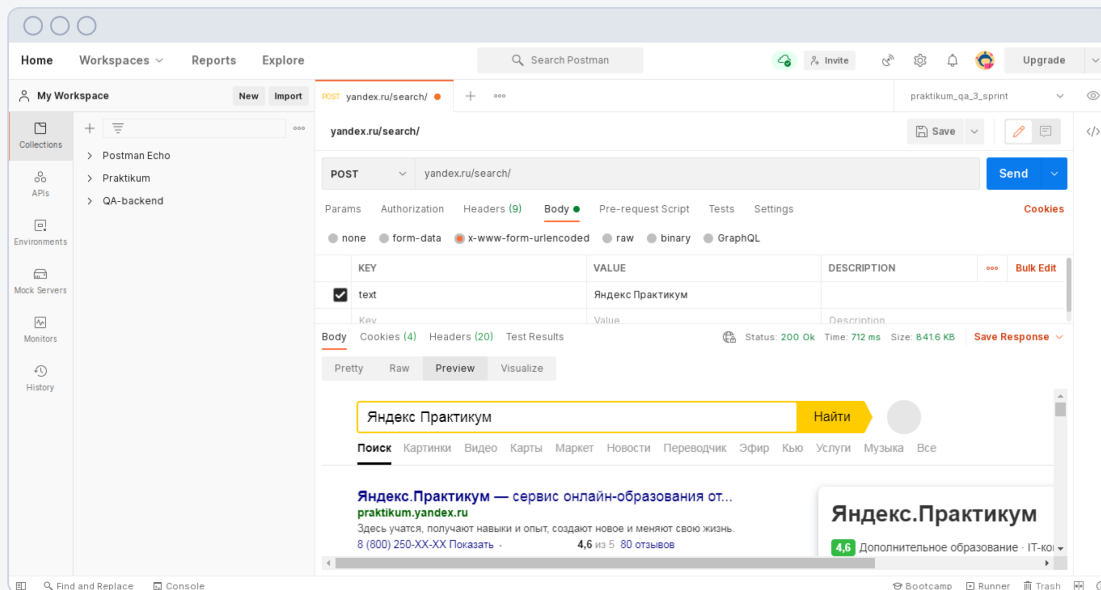 Home Workspaces Reports Explore Search Postman Invite Upgrade
My Workspace New Import POST yandex.ru/search/ praktikum_qa_3_sprint
Collections
APIs
Environments
Mock Servers
Monitors
History
Postman Echo
Praktikum
QA-backend
yandex.ru/search/ Save
POST yandex.ru/search/ Send
Params Authorization Headers (9) Body Pre-request Script Tests Settings Cookies
none form-data x-www-form-urlencoded raw binary GraphQL
KEY VALUE DESCRIPTION Bulk Edit
text Яндекс Практикум
Key Value Description
Body Cookies (4) Headers (20) Test Results Status: 200 Ok Time: 712 ms Size: 841.6 KB Save Response
Pretty Raw Preview Visualize
Яндекс Практикум Найти
Поиск Картинки Видео Карты Маркет Новости Переводчик Эфир Кью Услуги Музыка Все
Яндекс.Практикум — сервис онлайн-образования от...
praktikum.yandex.ru
Здесь учатся, получают навыки и опыт, создают новое и меняют свою жизнь.
8 (800) 250-XX-XX Показать · 4,6 из 5 80 отзывов
Яндекс.Практикум
4,6 Дополнительное образование · IT-ко
Find and Replace Console Bootcamp Runner Trash